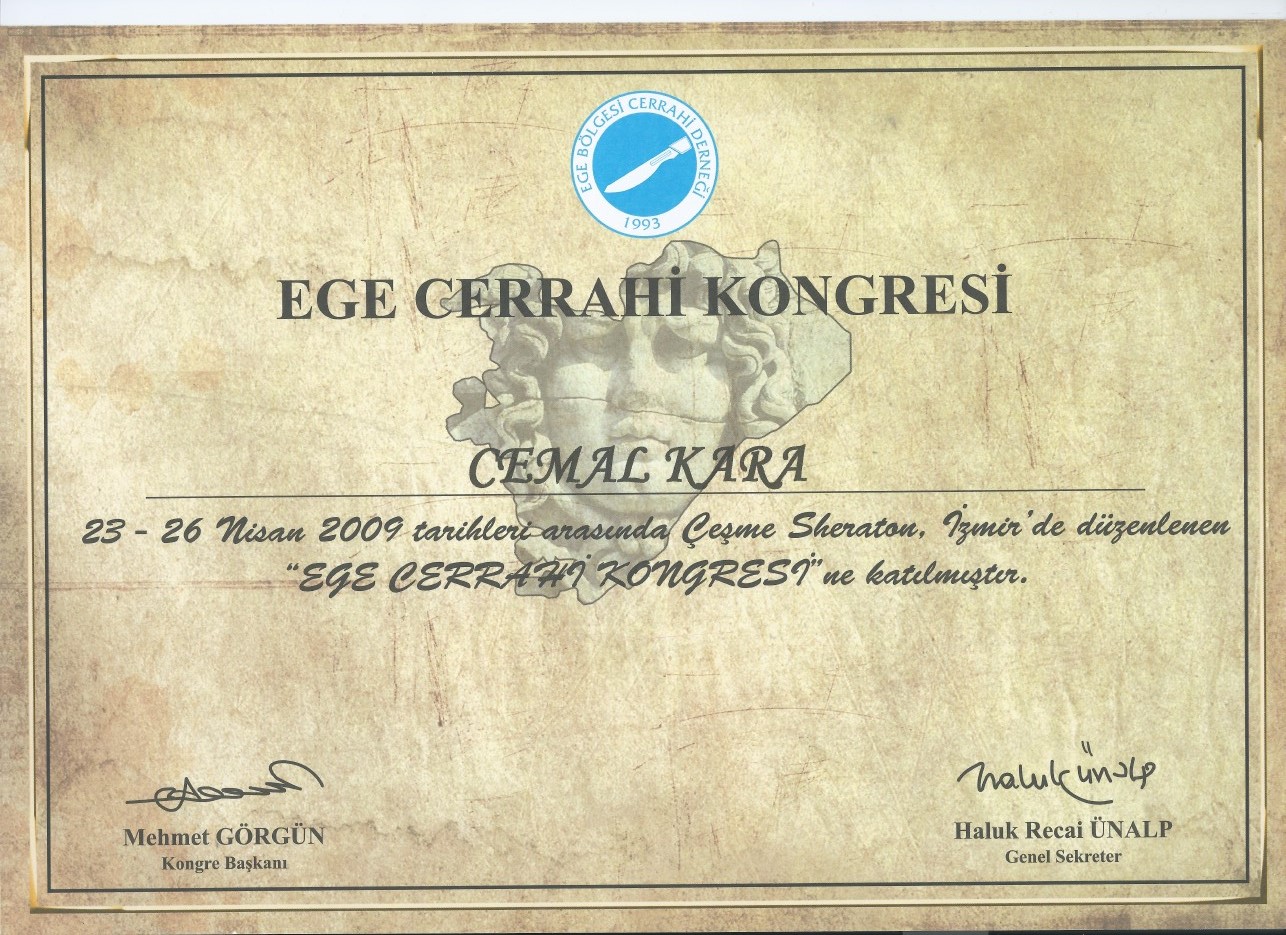 EGE BÖLGESİ CERRAHİ DERNEĞİ
1993
EGE CERRAHİ KONGRESİ
CEMAL KARA
23 - 26 Nisan 2009 tarihleri arasında Çeşme Sheraton, İzmir'de düzenlenen
“EGE CERRAHİ KONGRESİ”ne katılmıştır.
haluk ünalp
Mehmet GÖRGÜN
Haluk Recai ÜNALP
Kongre Başkanı
Genel Sekreter